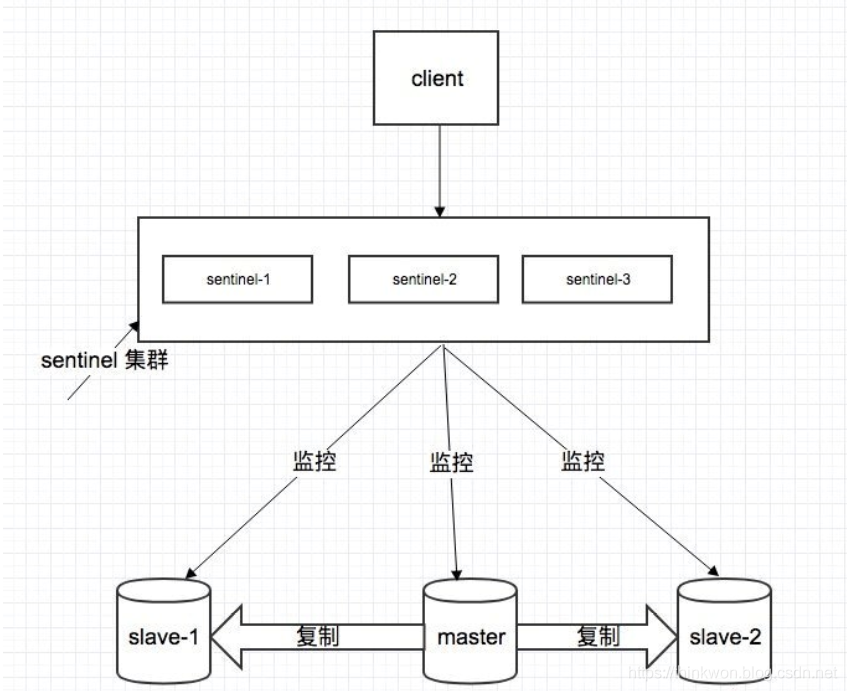 client
sentinel-1
sentinel-2
sentinel-3
sentinel 集群
监控
监控
监控
slave-1
复制
master
复制
slave-2
https://thinkwon.blog.csdn.net